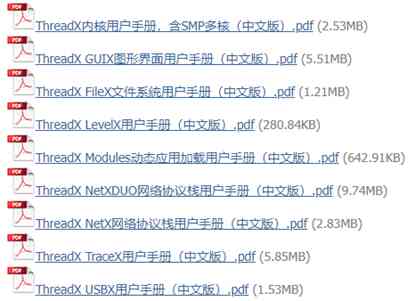 ThreadX内核用户手册，含SMP多核（中文版）.pdf (2.53MB)
ThreadX GUIX图形界面用户手册（中文版）.pdf (5.51MB)
ThreadX FileX文件系统用户手册（中文版）.pdf (1.21MB)
ThreadX LevelX用户手册（中文版）.pdf (280.84KB)
ThreadX Modules动态应用加载用户手册（中文版）.pdf (642.91KB)
ThreadX NetXDUO网络协议栈用户手册（中文版）.pdf (9.74MB)
ThreadX NetX网络协议栈用户手册（中文版）.pdf (2.83MB)
ThreadX TraceX用户手册（中文版）.pdf (5.85MB)
ThreadX USBX用户手册（中文版）.pdf (1.53MB)